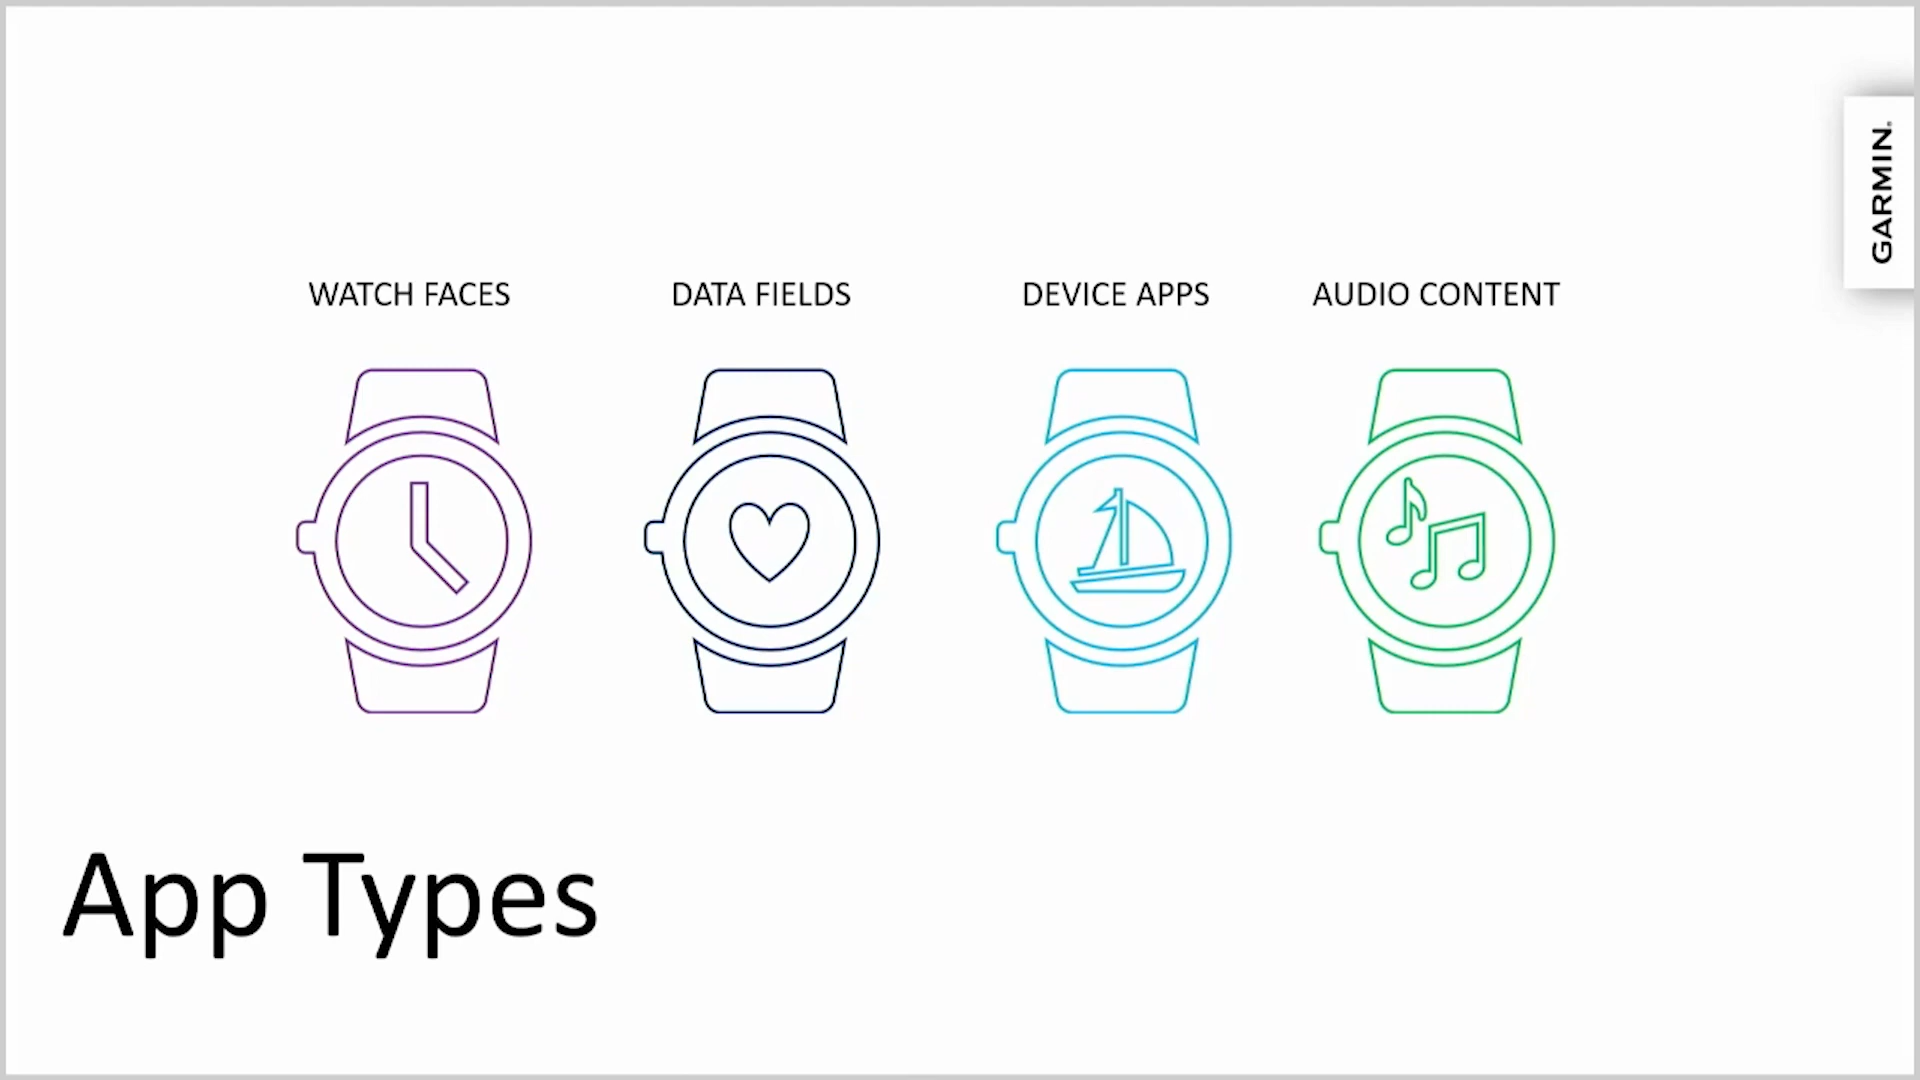 GARMIN.
WATCH FACES
DATA FIELDS
DEVICE APPS
AUDIO CONTENT
App Types